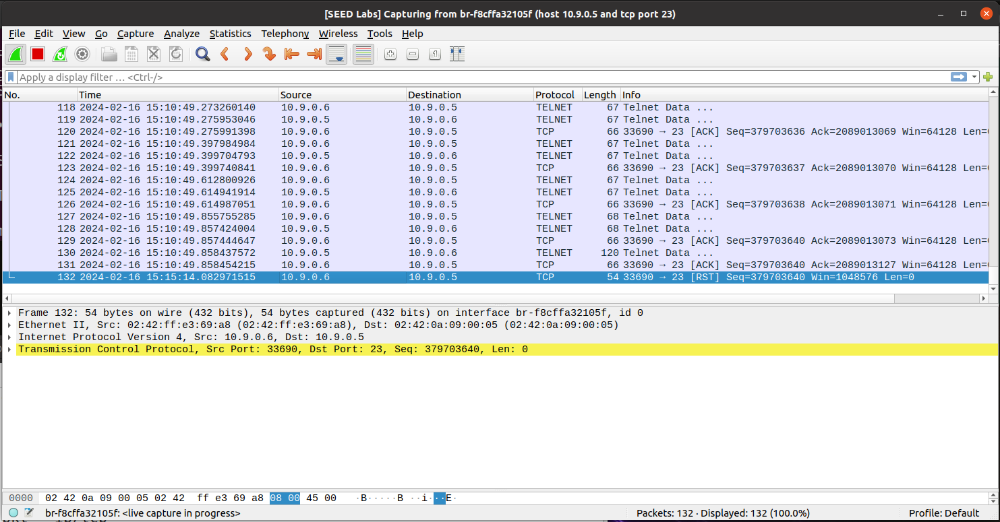 [SEED Labs] Capturing from br-f8cffa32105f (host 10.9.0.5 and tcp port 23)
File Edit View Go Capture Analyze Statistics Telephony Wireless Tools Help
Apply a display filter … <Ctrl-/>
No. Time Source Destination Protocol Length Info
118 2024-02-16 15:10:49.273260140 10.9.0.6 10.9.0.5 TELNET 67 Telnet Data ...
119 2024-02-16 15:10:49.275953046 10.9.0.5 10.9.0.6 TELNET 67 Telnet Data ...
120 2024-02-16 15:10:49.275991398 10.9.0.6 10.9.0.5 TCP 66 33690 → 23 [ACK] Seq=379703636 Ack=2089013069 Win=64128 Len=
121 2024-02-16 15:10:49.397984984 10.9.0.6 10.9.0.5 TELNET 67 Telnet Data ...
122 2024-02-16 15:10:49.399704793 10.9.0.5 10.9.0.6 TELNET 67 Telnet Data ...
123 2024-02-16 15:10:49.399740841 10.9.0.6 10.9.0.5 TCP 66 33690 → 23 [ACK] Seq=379703637 Ack=2089013070 Win=64128 Len=
124 2024-02-16 15:10:49.612800926 10.9.0.6 10.9.0.5 TELNET 67 Telnet Data ...
125 2024-02-16 15:10:49.614941914 10.9.0.5 10.9.0.6 TELNET 67 Telnet Data ...
126 2024-02-16 15:10:49.614987051 10.9.0.6 10.9.0.5 TCP 66 33690 → 23 [ACK] Seq=379703638 Ack=2089013071 Win=64128 Len=
127 2024-02-16 15:10:49.855755285 10.9.0.6 10.9.0.5 TELNET 68 Telnet Data ...
128 2024-02-16 15:10:49.857424004 10.9.0.5 10.9.0.6 TELNET 68 Telnet Data ...
129 2024-02-16 15:10:49.857444647 10.9.0.6 10.9.0.5 TCP 66 33690 → 23 [ACK] Seq=379703640 Ack=2089013073 Win=64128 Len=
130 2024-02-16 15:10:49.858437572 10.9.0.5 10.9.0.6 TELNET 120 Telnet Data ...
131 2024-02-16 15:10:49.858454215 10.9.0.6 10.9.0.5 TCP 66 33690 → 23 [ACK] Seq=379703640 Ack=2089013127 Win=64128 Len=
132 2024-02-16 15:15:14.082971515 10.9.0.6 10.9.0.5 TCP 54 33690 → 23 [RST] Seq=379703640 Win=1048576 Len=0
Frame 132: 54 bytes on wire (432 bits), 54 bytes captured (432 bits) on interface br-f8cffa32105f, id 0
Ethernet II, Src: 02:42:ff:e3:69:a8 (02:42:ff:e3:69:a8), Dst: 02:42:0a:09:00:05 (02:42:0a:09:00:05)
Internet Protocol Version 4, Src: 10.9.0.6, Dst: 10.9.0.5
Transmission Control Protocol, Src Port: 33690, Dst Port: 23, Seq: 379703640, Len: 0
0000 02 42 0a 09 00 05 02 42 ff e3 69 a8 08 00 45 00 ·B·····B ··i···E·
br-f8cffa32105f: <live capture in progress> Packets: 132 · Displayed: 132 (100.0%) Profile: Default